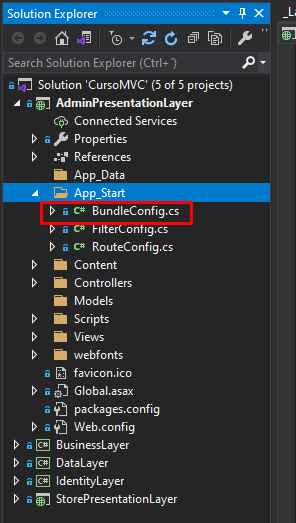 Solution Explorer
Search Solution Explorer (Ctrl+´)
Solution 'CursoMVC' (5 of 5 projects)
AdminPresentationLayer
Connected Services
Properties
References
App_Data
App_Start
C# BundleConfig.cs
C# FilterConfig.cs
C# RouteConfig.cs
Content
Controllers
Models
Scripts
Views
webfonts
favicon.ico
Global.asax
packages.config
Web.config
C# BusinessLayer
C# DataLayer
C# IdentityLayer
StorePresentationLayer